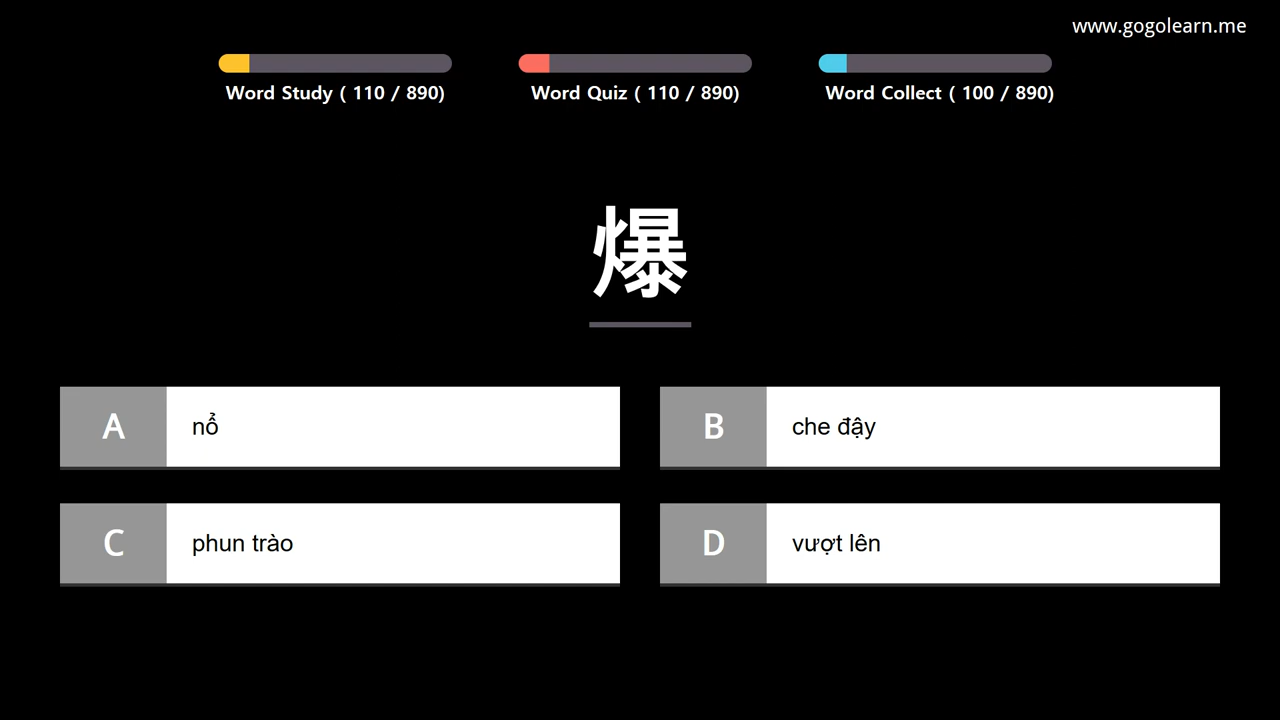 www.gogolearn.me
Word Study ( 110 / 890)
Word Quiz ( 110 / 890)
Word Collect ( 100 / 890)
爆
A nổ
B che đậy
C phun trào
D vượt lên